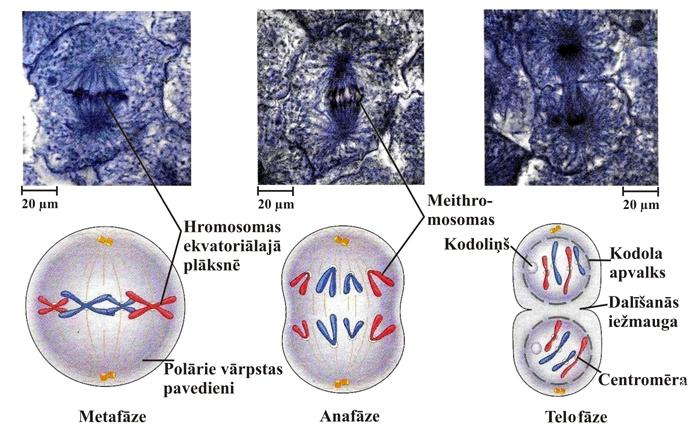 20 µm
20 µm
20 µm
Hromosomas
ekvatoriālajā
plāksnē
Meithro-
mosomas
Kodoliņš
Kodola
apvalks
Dalīšanās
iežmauga
Polārie vārpstas
pavedieni
Centromēra
Metafāze
Anafāze
Telofāze